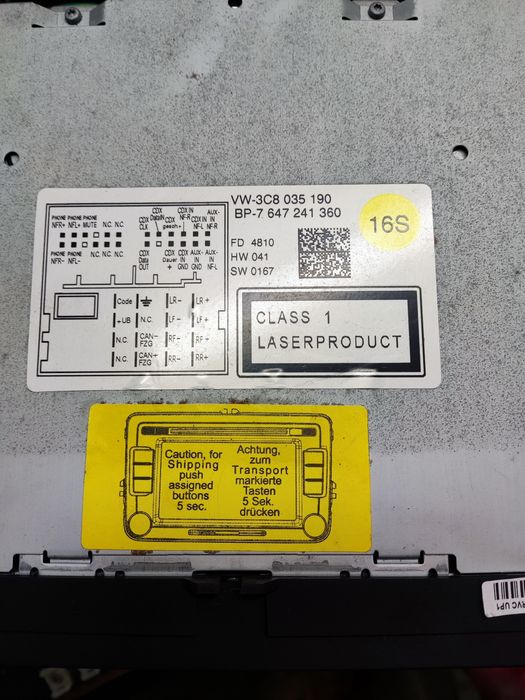 VW-3C8 035 190
BP-7 647 241 360
16S
FD 4810
HW 041
SW 0167
PHONE PHONE PHONE
NFR+ NFL+ MUTE N.C. N.C.
CDX CLK
CDX DataIN
CDX gesch.+
CDX IN NF-R
AUX- IN NF-R
PHONE PHONE
NFR- NFL- N.C. N.C. N.C.
CDX Data OUT
CDX Dauer +
CDX IN GND
AUX- IN GND
AUX- IN NFL
CDX IN NF-L
Code LR- LR+
+UB N.C. LF- LF+
N.C. CAN- FZG RF- RF+
N.C. CAN+ FZG RR- RR+
CLASS 1
LASERPRODUCT
Caution, for
Shipping
push
assigned
buttons
5 sec.
Achtung,
zum
Transport
markierte
Tasten
5 Sek.
drücken
RVC UP1